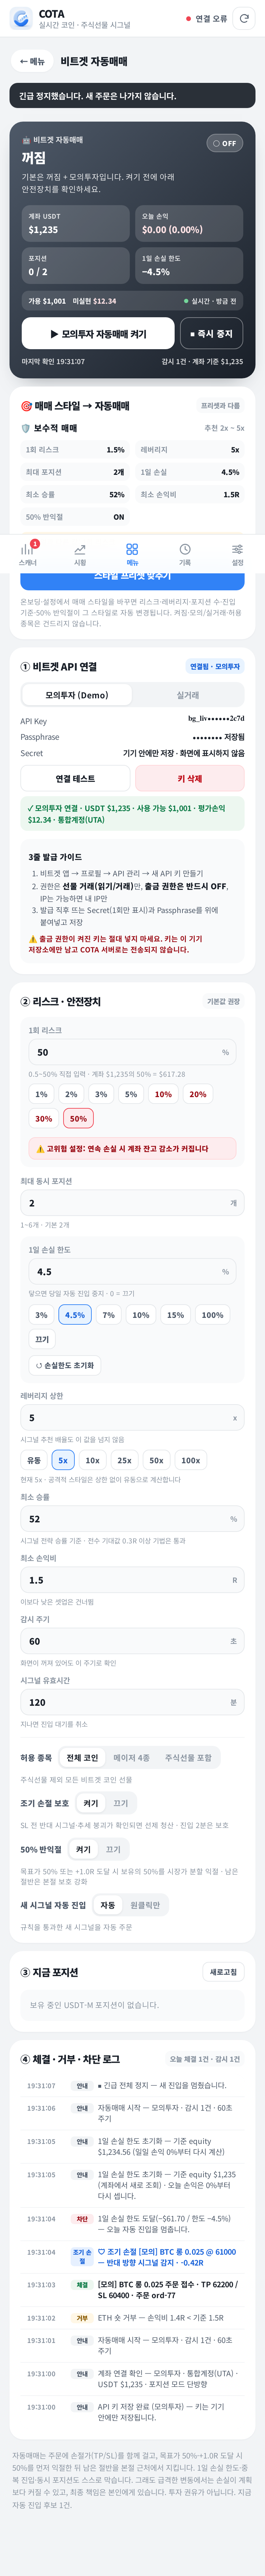 COTA
실시간 코인 · 주식선물 시그널
연결 오류
← 메뉴
비트겟 자동매매
긴급 정지했습니다. 새 주문은 나가지 않습니다.
🤖 비트겟 자동매매
OFF
꺼짐
기본은 꺼짐 + 모의투자입니다. 켜기 전에 아래
안전장치를 확인하세요.
계좌 USDT
$1,235
오늘 손익
$0.00 (0.00%)
포지션
0 / 2
1일 손실 한도
−4.5%
가용 $1,001 미실현 $12.34
실시간 · 방금 전
▶ 모의투자 자동매매 켜기
■ 즉시 중지
마지막 확인 19:31:07
감시 1건 · 계좌 기준 $1,235
🎯 매매 스타일 → 자동매매
프리셋과 다름
🛡️ 보수적 매매
추천 2x ~ 5x
1회 리스크 1.5%
레버리지 5x
최대 포지션 2개
1일 손실 4.5%
최소 승률 52%
최소 손익비 1.5R
50% 반익절 ON
1
스캐너
시황
메뉴
기록
설정
스타일 프리셋 맞추기
온보딩·설정에서 매매 스타일을 바꾸면 리스크·레버리지·포지션 수·진입
기준·50% 반익절이 그 스타일로 자동 변경됩니다. 켜짐·모의/실거래·허용
종목은 건드리지 않습니다.
① 비트겟 API 연결
연결됨 · 모의투자
모의투자 (Demo)
실거래
API Key
bg_liv••••••2c7d
Passphrase
•••••••• 저장됨
Secret
기기 안에만 저장 · 화면에 표시하지 않음
연결 테스트
키 삭제
✓ 모의투자 연결 · USDT $1,235 · 사용 가능 $1,001 · 평가손익
$12.34 · 통합계정(UTA)
3줄 발급 가이드
1. 비트겟 앱 → 프로필 → API 관리 → 새 API 키 만들기
2. 권한은 선물 거래(읽기/거래)만, 출금 권한은 반드시 OFF,
IP는 가능하면 내 IP만
3. 발급 직후 뜨는 Secret(1회만 표시)과 Passphrase를 위에
붙여넣고 저장
⚠️ 출금 권한이 켜진 키는 절대 넣지 마세요. 키는 이 기기
저장소에만 남고 COTA 서버로는 전송되지 않습니다.
② 리스크 · 안전장치
기본값 권장
1회 리스크
50 %
0.5~50% 직접 입력 · 계좌 $1,235의 50% = $617.28
1%
2%
3%
5%
10%
20%
30%
50%
⚠️ 고위험 설정: 연속 손실 시 계좌 잔고 감소가 커집니다
최대 동시 포지션
2 개
1~6개 · 기본 2개
1일 손실 한도
4.5 %
닿으면 당일 자동 진입 중지 · 0 = 끄기
3%
4.5%
7%
10%
15%
100%
끄기
↺ 손실한도 초기화
레버리지 상한
5 x
시그널 추천 배율도 이 값을 넘지 않음
유동
5x
10x
25x
50x
100x
현재 5x · 공격적 스타일은 상한 없이 유동으로 계산합니다
최소 승률
52 %
시그널 전략 승률 기준 · 전수 기대값 0.3R 이상 기법은 통과
최소 손익비
1.5 R
이보다 낮은 셋업은 건너뜀
감시 주기
60 초
화면이 꺼져 있어도 이 주기로 확인
시그널 유효시간
120 분
지나면 진입 대기를 취소
허용 종목
전체 코인
메이저 4종
주식선물 포함
주식선물 제외 모든 비트겟 코인 선물
조기 손절 보호
켜기
끄기
SL 전 반대 시그널·추세 붕괴가 확인되면 선제 청산 · 진입 2분은 보호
50% 반익절
켜기
끄기
목표가 50% 또는 +1.0R 도달 시 보유의 50%를 시장가 분할 익절 · 남은
절반은 본절 보호 강화
새 시그널 자동 진입
자동
원클릭만
규칙을 통과한 새 시그널을 자동 주문
③ 지금 포지션
새로고침
보유 중인 USDT-M 포지션이 없습니다.
④ 체결 · 거부 · 차단 로그
오늘 체결 1건 · 감시 1건
19:31:07 안내 ■ 긴급 전체 정지 — 새 진입을 멈췄습니다.
19:31:06 안내 자동매매 시작 — 모의투자 · 감시 1건 · 60초
주기
19:31:05 안내 1일 손실 한도 초기화 — 기준 equity
$1,234.56 (일일 손익 0%부터 다시 계산)
19:31:05 안내 1일 손실 한도 초기화 — 기준 equity $1,235
(계좌에서 새로 조회) · 오늘 손익은 0%부터
다시 셉니다.
19:31:04 차단 1일 손실 한도 도달(−$61.70 / 한도 −4.5%)
— 오늘 자동 진입을 멈춥니다.
19:31:04 조기 손절 🛡 조기 손절 [모의] BTC 롱 0.025 @ 61000
— 반대 방향 시그널 감지 · -0.42R
19:31:03 체결 [모의] BTC 롱 0.025 주문 접수 · TP 62200 /
SL 60400 · 주문 ord-77
19:31:02 거부 ETH 숏 거부 — 손익비 1.4R < 기준 1.5R
19:31:01 안내 자동매매 시작 — 모의투자 · 감시 1건 · 60초
주기
19:31:00 안내 계좌 연결 확인 — 모의투자 · 통합계정(UTA) ·
USDT $1,235 · 포지션 모드 단방향
19:31:00 안내 API 키 저장 완료 (모의투자) — 키는 기기
안에만 저장됩니다.
자동매매는 주문에 손절가(TP/SL)를 함께 걸고, 목표가 50%·+1.0R 도달 시
50%를 먼저 익절한 뒤 남은 절반을 본절 근처에서 지킵니다. 1일 손실 한도·중
복 진입·동시 포지션도 스스로 막습니다. 그래도 급격한 변동에서는 손실이 계획
보다 커질 수 있고, 최종 책임은 본인에게 있습니다. 투자 권유가 아닙니다. 지금
자동 진입 후보 1건.